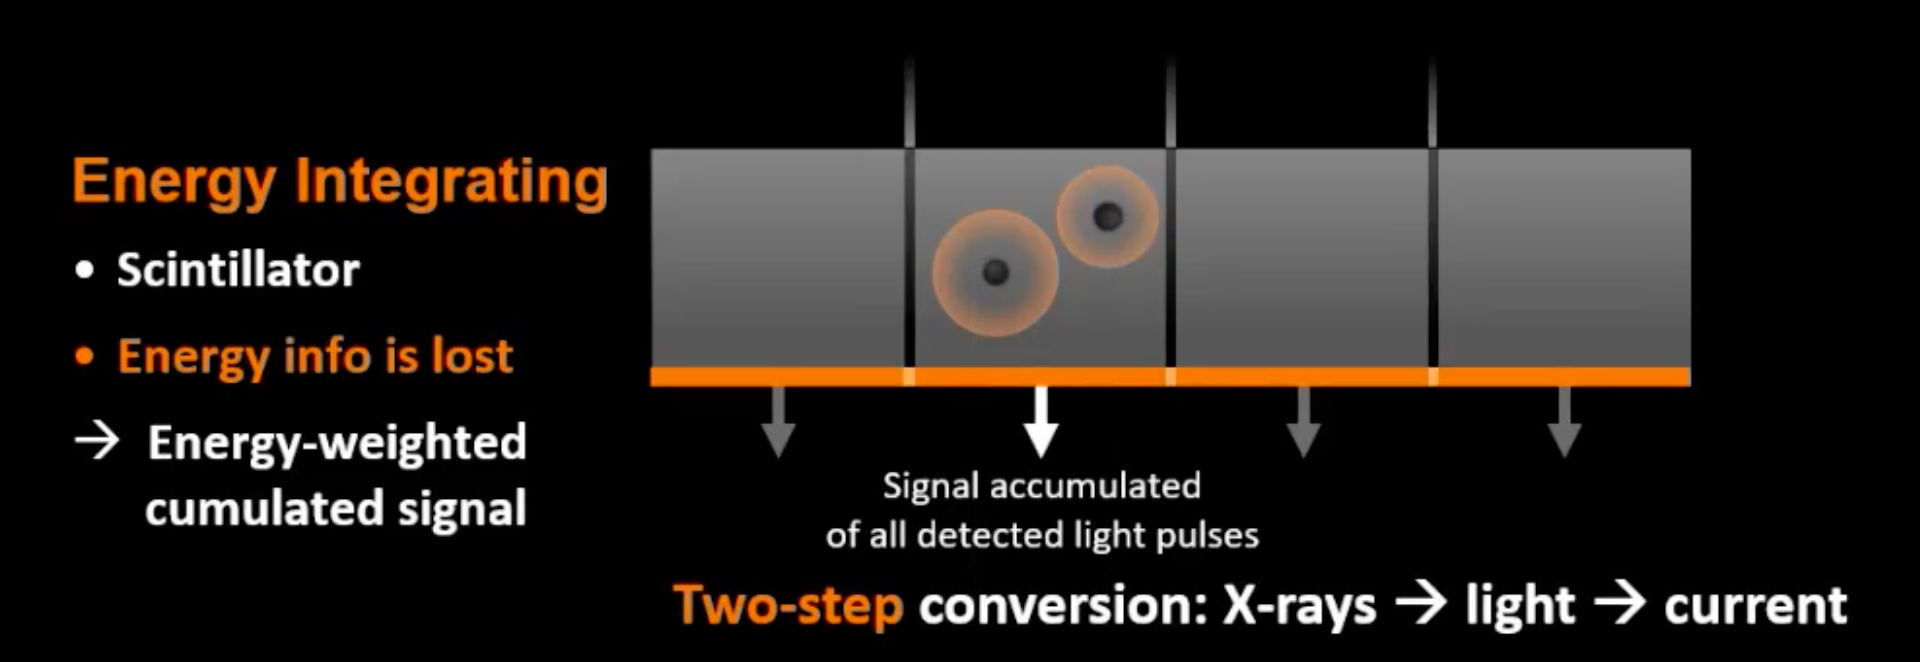 Energy Integrating
• Scintillator
• Energy info is lost
→ Energy-weighted
cumulated signal
Signal accumulated
of all detected light pulses
Two-step conversion: X-rays → light → current